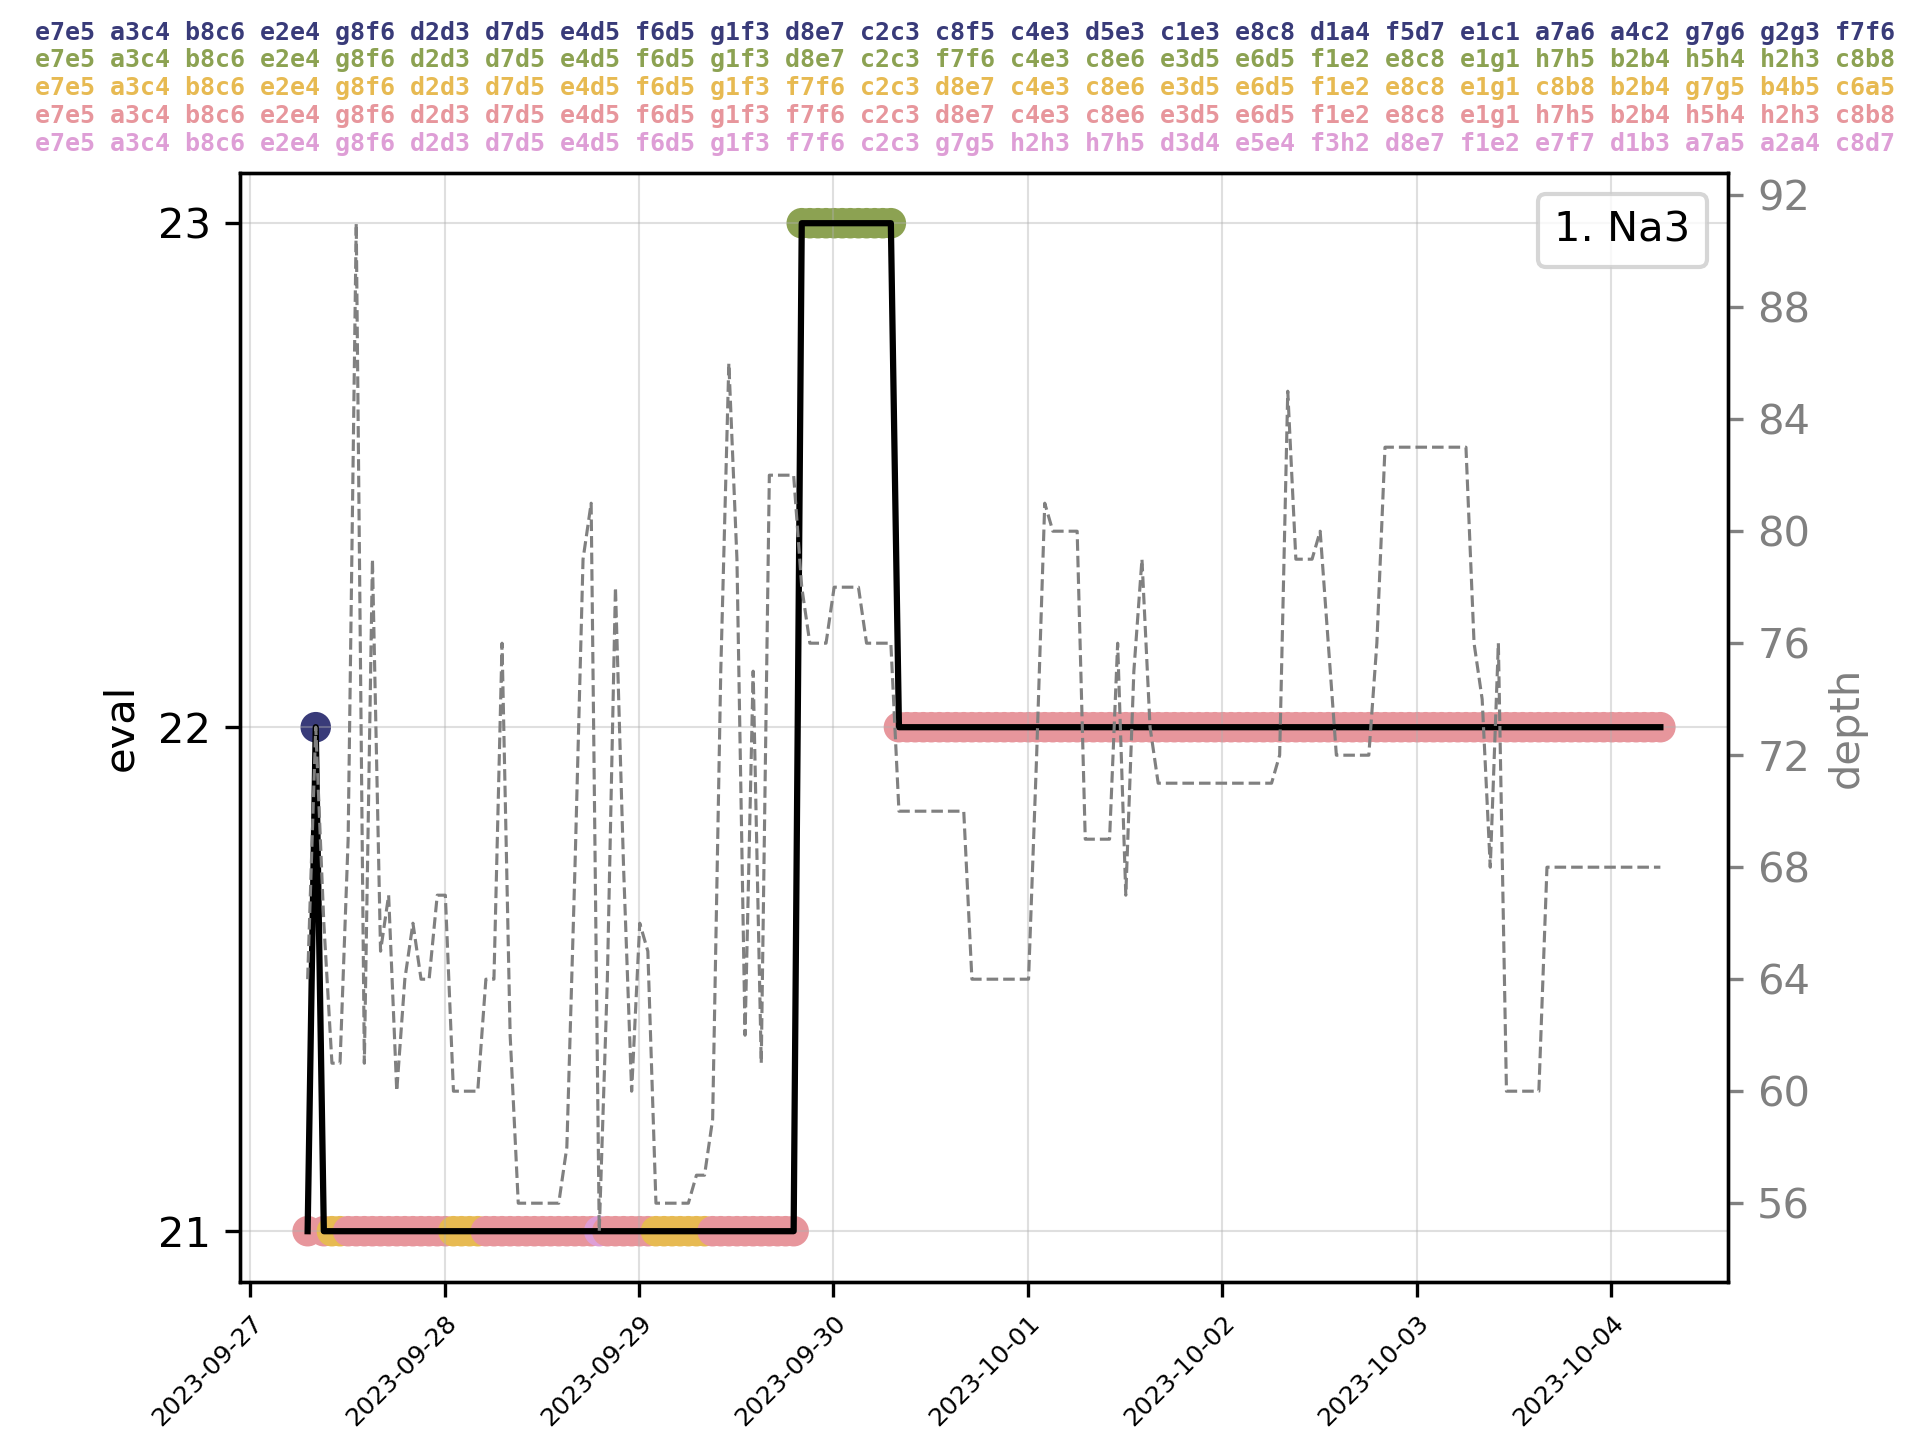 e7e5 a3c4 b8c6 e2e4 g8f6 d2d3 d7d5 e4d5 f6d5 g1f3 d8e7 c2c3 c8f5 c4e3 d5e3 c1e3 e8c8 d1a4 f5d7 e1c1 a7a6 a4c2 g7g6 g2g3 f7f6
e7e5 a3c4 b8c6 e2e4 g8f6 d2d3 d7d5 e4d5 f6d5 g1f3 d8e7 c2c3 f7f6 c4e3 c8e6 e3d5 e6d5 f1e2 e8c8 e1g1 h7h5 b2b4 h5h4 h2h3 c8b8
e7e5 a3c4 b8c6 e2e4 g8f6 d2d3 d7d5 e4d5 f6d5 g1f3 f7f6 c2c3 d8e7 c4e3 c8e6 e3d5 e6d5 f1e2 e8c8 e1g1 c8b8 b2b4 g7g5 b4b5 c6a5
e7e5 a3c4 b8c6 e2e4 g8f6 d2d3 d7d5 e4d5 f6d5 g1f3 f7f6 c2c3 d8e7 c4e3 c8e6 e3d5 e6d5 f1e2 e8c8 e1g1 h7h5 b2b4 h5h4 h2h3 c8b8
e7e5 a3c4 b8c6 e2e4 g8f6 d2d3 d7d5 e4d5 f6d5 g1f3 f7f6 c2c3 g7g5 h2h3 h7h5 d3d4 e5e4 f3h2 d8e7 f1e2 e7f7 d1b3 a7a5 a2a4 c8d7
1. Na3
23
22
21
eval
92
88
84
80
76
72
68
64
60
56
depth
2023-09-27
2023-09-28
2023-09-29
2023-09-30
2023-10-01
2023-10-02
2023-10-03
2023-10-04